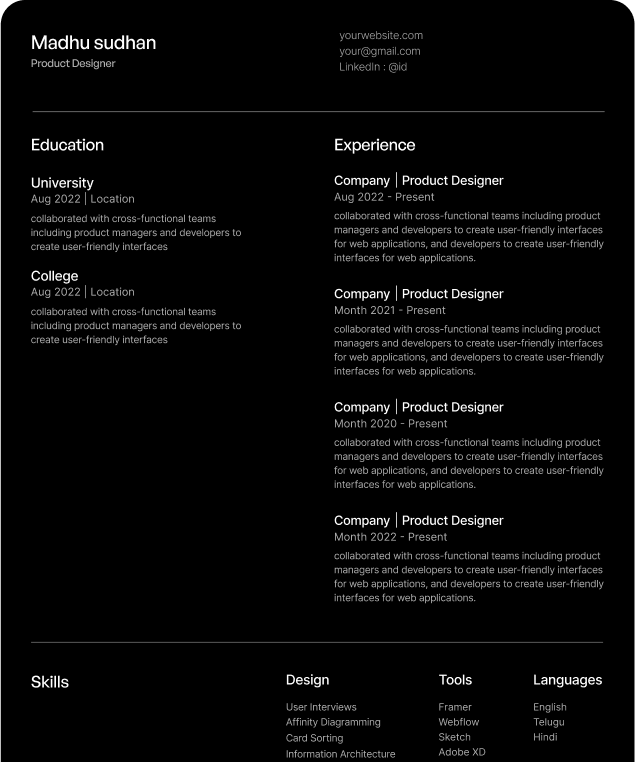 Madhu sudhan
Product Designer
yourwebsite.com
your@gmail.com
LinkedIn : @id
Education
University
Aug 2022 | Location
collaborated with cross-functional teams
including product managers and developers to
create user-friendly interfaces
College
Aug 2022 | Location
collaborated with cross-functional teams
including product managers and developers to
create user-friendly interfaces
Experience
Company | Product Designer
Aug 2022 - Present
collaborated with cross-functional teams including product
managers and developers to create user-friendly interfaces
for web applications, and developers to create user-friendly
interfaces for web applications.
Company | Product Designer
Month 2021 - Present
collaborated with cross-functional teams including product
managers and developers to create user-friendly interfaces
for web applications, and developers to create user-friendly
interfaces for web applications.
Company | Product Designer
Month 2020 - Present
collaborated with cross-functional teams including product
managers and developers to create user-friendly interfaces
for web applications, and developers to create user-friendly
interfaces for web applications.
Company | Product Designer
Month 2022 - Present
collaborated with cross-functional teams including product
managers and developers to create user-friendly interfaces
for web applications, and developers to create user-friendly
interfaces for web applications.
Skills
Design
User Interviews
Affinity Diagramming
Card Sorting
Information Architecture
Tools
Framer
Webflow
Sketch
Adobe XD
Languages
English
Telugu
Hindi